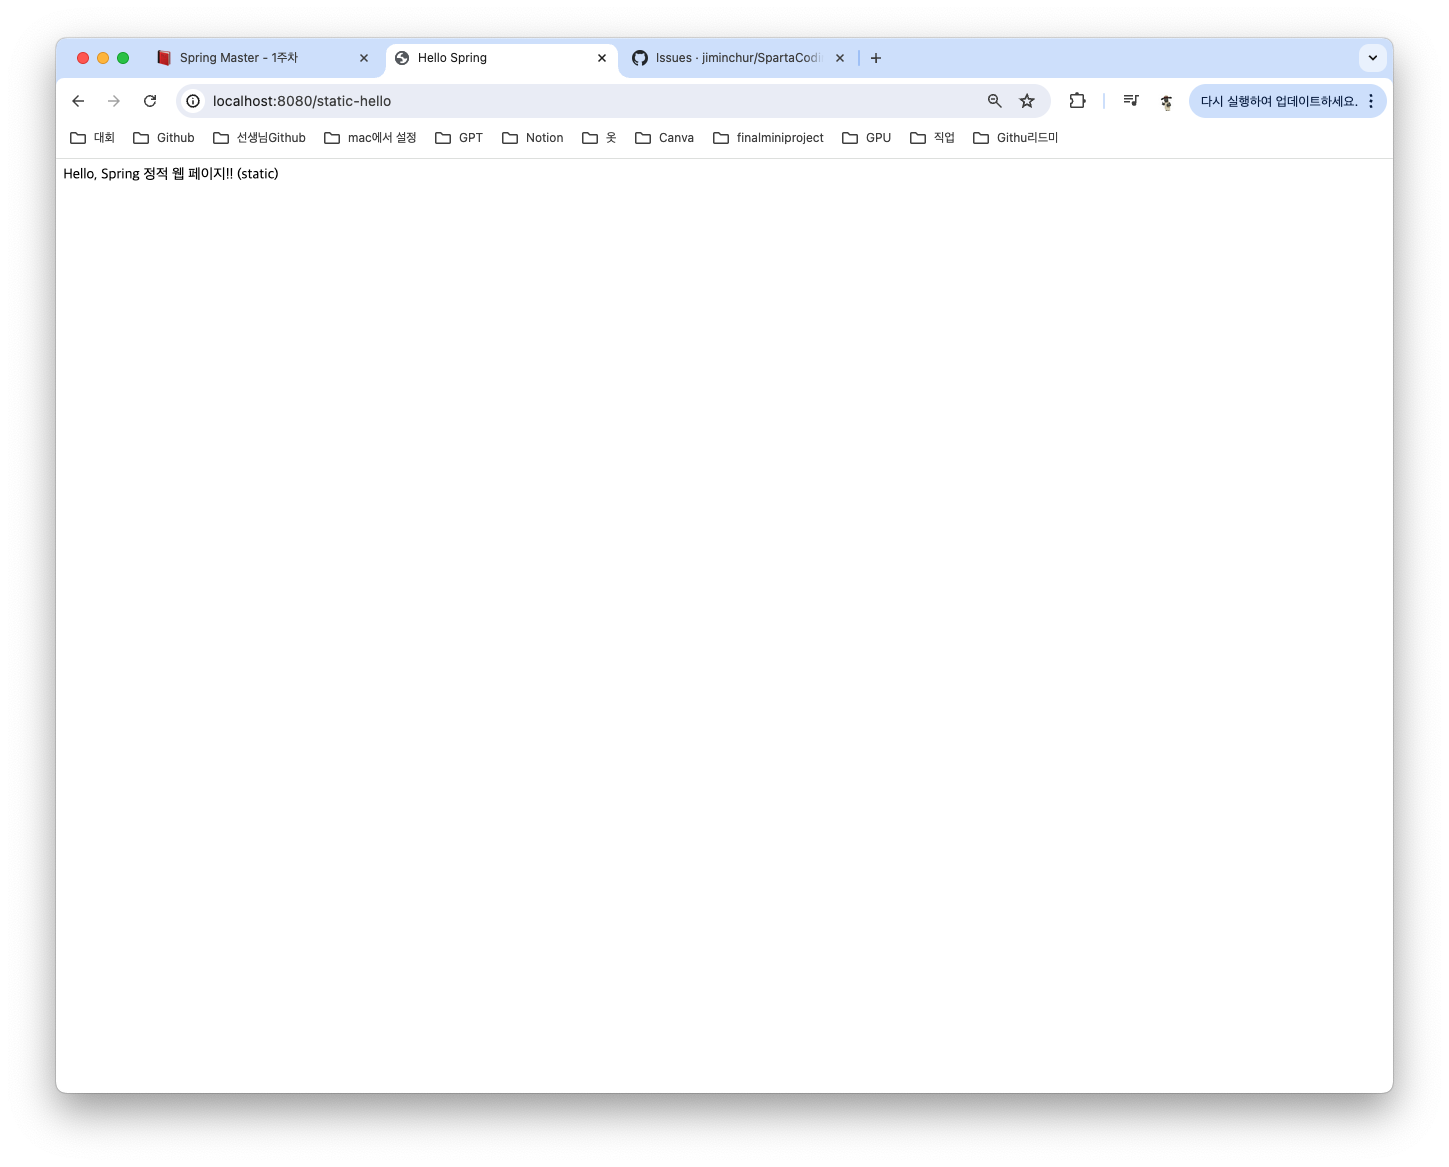 Spring Master - 1주차
Hello Spring
Issues · jiminchur/SpartaCodi
localhost:8080/static-hello
다시 실행하여 업데이트하세요.
대회 Github 선생님Github mac에서 설정 GPT Notion 옷 Canva finalminiproject GPU 직업 Githu리드미
Hello, Spring 정적 웹 페이지!! (static)